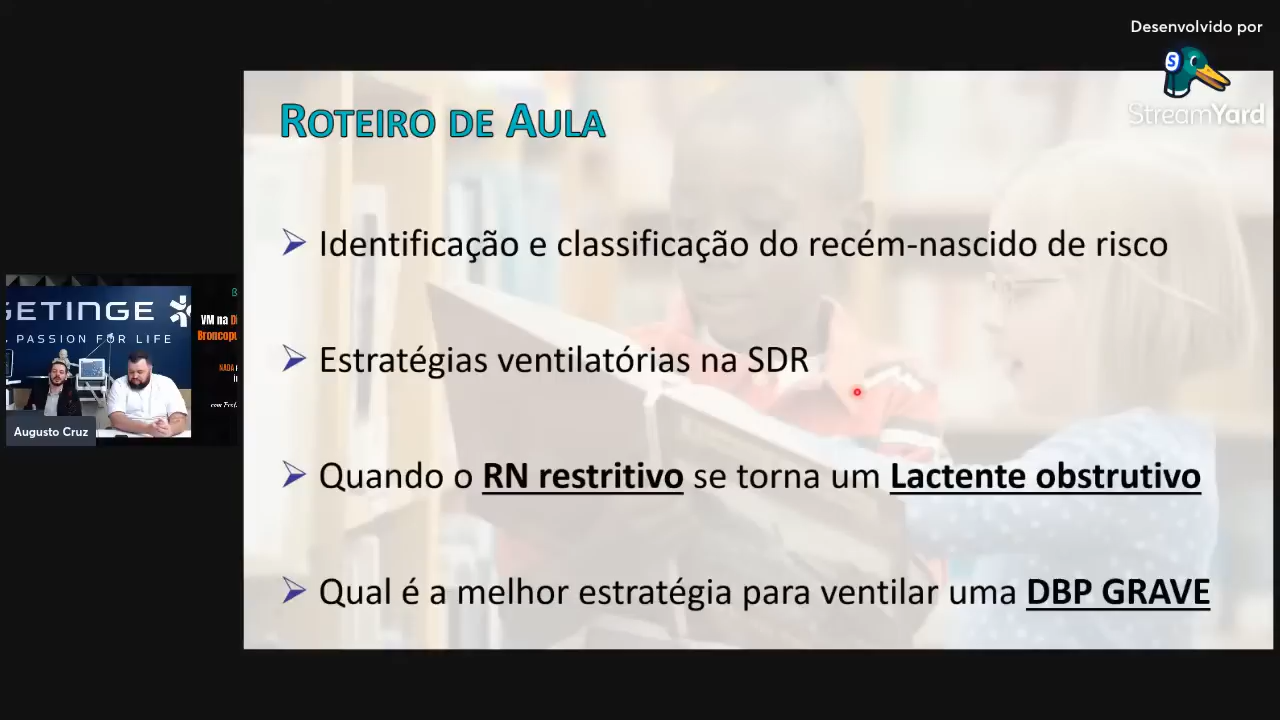 Desenvolvido por
StreamYard
ROTEIRO DE AULA
Identificação e classificação do recém-nascido de risco
Estratégias ventilatórias na SDR
Quando o RN restritivo se torna um Lactente obstrutivo
Qual é a melhor estratégia para ventilar uma DBP GRAVE
GETINGE
PASSION FOR LIFE
VM na
Broncopu
Augusto Cruz